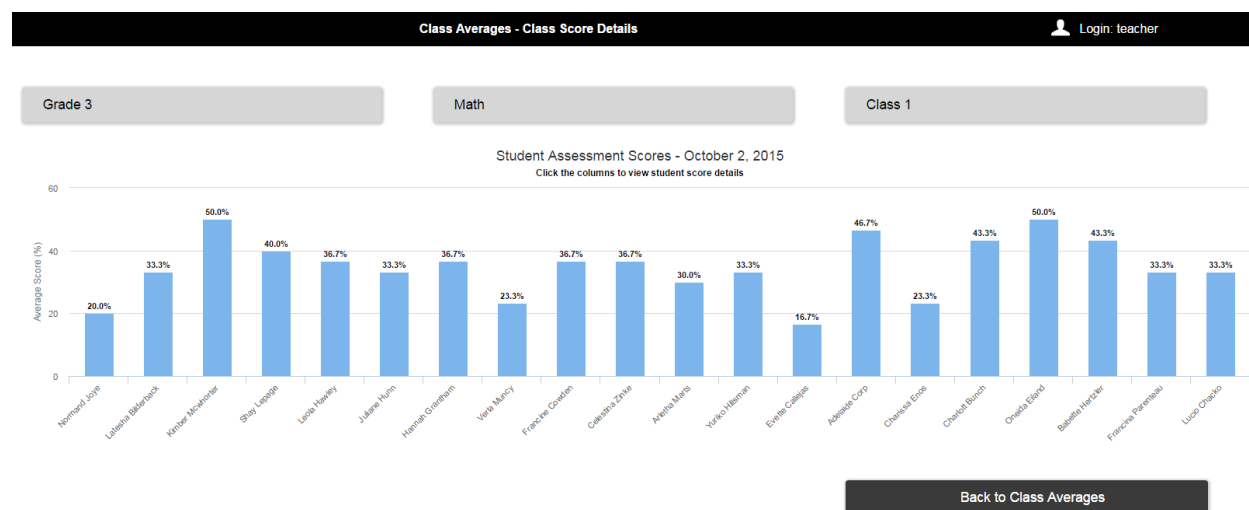 Class Averages - Class Score Details
Login: teacher
Grade 3
Math
Class 1
Student Assessment Scores - October 2, 2015
Click the columns to view student score details
Average Score (%)
60
40
20
0
20.0%
33.3%
50.0%
40.0%
36.7%
33.3%
36.7%
23.3%
36.7%
36.7%
30.0%
33.3%
16.7%
46.7%
23.3%
43.3%
50.0%
43.3%
33.3%
33.3%
Normand Joye
Latesha Bilderback
Kimber Mcwhorter
Shay Lepage
Leola Hawley
Juliane Hunn
Hannah Grantham
Verla Muncy
Francine Cowden
Celestina Zinke
Arletha Marts
Yuriko Hillsman
Evette Callejas
Adelaide Corp
Charissa Enos
Charlott Bunch
Oneida Eiland
Babette Hertzler
Francina Parenteau
Lucio Chacko
Back to Class Averages